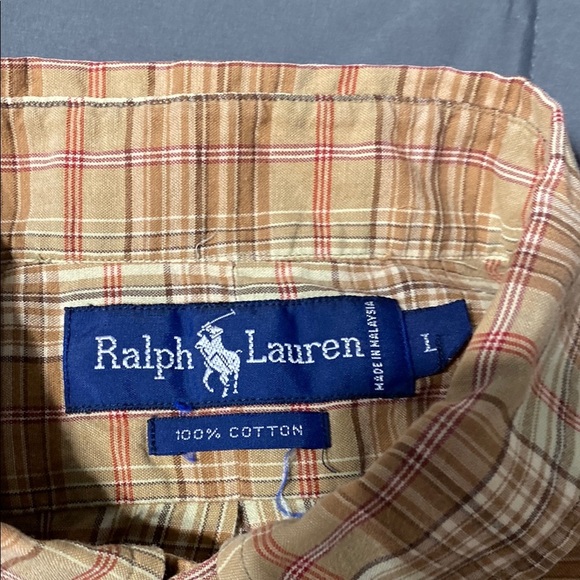 Ralph Lauren
MADE IN MALAYSIA
L
100% COTTON